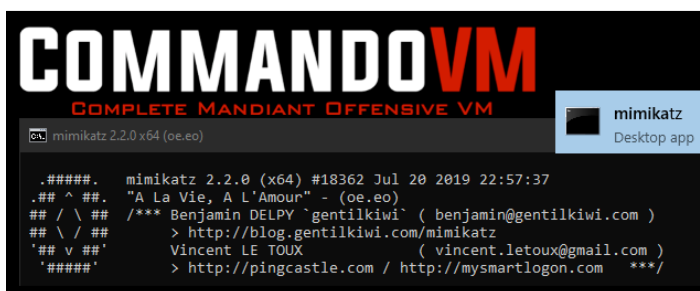 COMMANDOVM
COMPLETE MANDIANT OFFENSIVE VM
mimikatz
Desktop app
mimikatz 2.2.0 x64 (oe.eo)
.#####.   mimikatz 2.2.0 (x64) #18362 Jul 20 2019 22:57:37
.## ^ ##.  "A La Vie, A L'Amour" - (oe.eo)
## / \ ##  /*** Benjamin DELPY `gentilkiwi` ( benjamin@gentilkiwi.com )
## \ / ##       > http://blog.gentilkiwi.com/mimikatz
'## v ##'       Vincent LE TOUX             ( vincent.letoux@gmail.com )
'#####'        > http://pingcastle.com / http://mysmartlogon.com   ***/